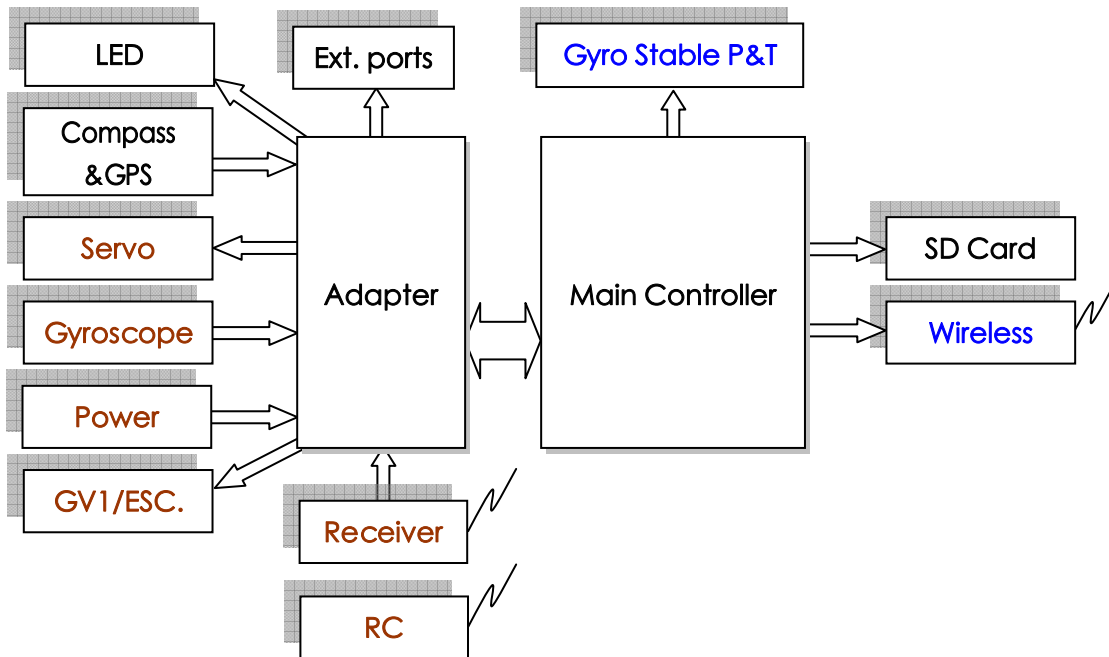 LED
Ext. ports
Gyro Stable P&T
Compass
&GPS
Servo
SD Card
Adapter
Main Controller
Gyroscope
Wireless
Power
GV1/ESC.
Receiver
RC